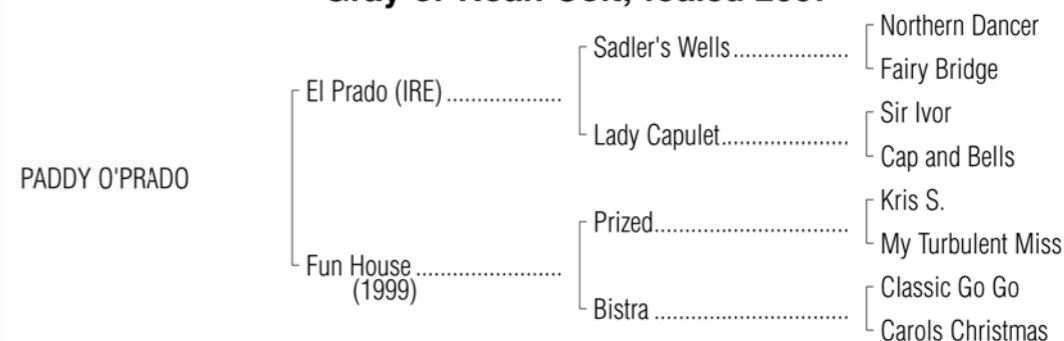 Northern Dancer
Sadler's Wells
Fairy Bridge
El Prado (IRE)
Sir Ivor
Lady Capulet
Cap and Bells
PADDY O'PRADO
Kris S.
Prized
My Turbulent Miss
Fun House
(1999)
Classic Go Go
Bistra
Carols Christmas